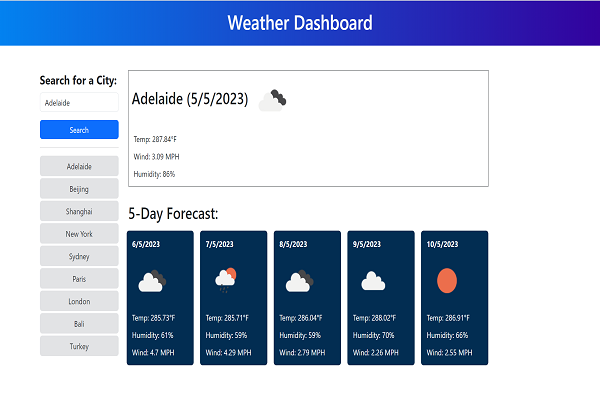 Weather Dashboard
Search for a City:
Adelaide
Search
Adelaide
Beijing
Shanghai
New York
Sydney
Paris
London
Bali
Turkey
Adelaide (5/5/2023)
Temp: 287.84°F
Wind: 3.09 MPH
Humidity: 86%
5-Day Forecast:
6/5/2023
Temp: 285.73°F
Humidity: 61%
Wind: 4.7 MPH
7/5/2023
Temp: 285.71°F
Humidity: 59%
Wind: 4.29 MPH
8/5/2023
Temp: 286.04°F
Humidity: 59%
Wind: 2.79 MPH
9/5/2023
Temp: 288.02°F
Humidity: 70%
Wind: 2.26 MPH
10/5/2023
Temp: 286.91°F
Humidity: 66%
Wind: 2.55 MPH